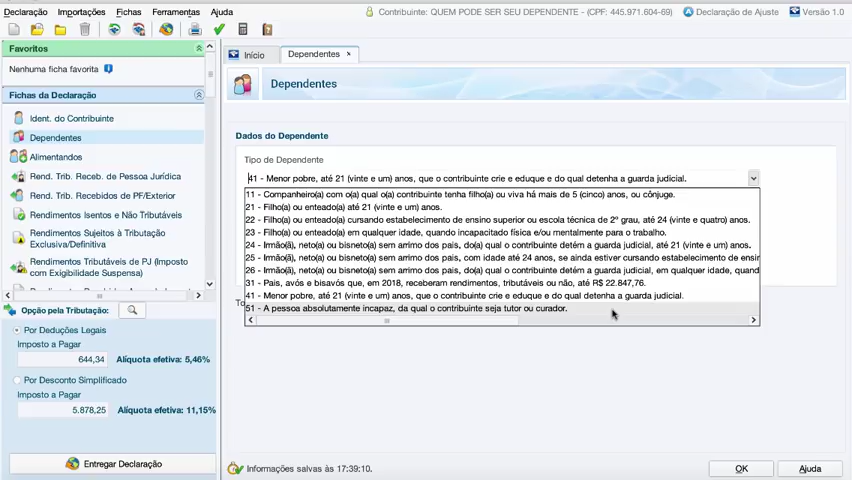 Declaração Importações Fichas Ferramentas Ajuda
Contribuinte: QUEM PODE SER SEU DEPENDENTE - (CPF: 445.971.604-69) Declaração de Ajuste Versão 1.0
Favoritos
Nenhuma ficha favorita
Fichas da Declaração
Ident. do Contribuinte
Dependentes
Alimentandos
Rend. Trib. Receb. de Pessoa Jurídica
Rend. Trib. Recebidos de PF/Exterior
Rendimentos Isentos e Não Tributáveis
Rendimentos Sujeitos à Tributação
Exclusiva/Definitiva
Rendimentos Tributáveis de PJ (Imposto
com Exigibilidade Suspensa)
Opção pela Tributação:
Por Deduções Legais
Imposto a Pagar
644,34 Alíquota efetiva: 5,46%
Por Desconto Simplificado
Imposto a Pagar
5.878,25 Alíquota efetiva: 11,15%
Entregar Declaração
Início Dependentes ×
Dependentes
Dados do Dependente
Tipo de Dependente
41 - Menor pobre, até 21 (vinte e um) anos, que o contribuinte crie e eduque e do qual detenha a guarda judicial.
11 - Companheiro(a) com o(a) qual o(a) contribuinte tenha filho(a) ou viva há mais de 5 (cinco) anos, ou cônjuge.
21 - Filho(a) ou enteado(a) até 21 (vinte e um) anos.
22 - Filho(a) ou enteado(a) cursando estabelecimento de ensino superior ou escola técnica de 2º grau, até 24 (vinte e quatro) anos.
23 - Filho(a) ou enteado(a) em qualquer idade, quando incapacitado física e/ou mentalmente para o trabalho.
24 - Irmão(ã), neto(a) ou bisneto(a) sem arrimo dos pais, do(a) qual o contribuinte detém a guarda judicial, até 21 (vinte e um) anos.
25 - Irmão(ã), neto(a) ou bisneto(a) sem arrimo dos pais, com idade até 24 anos, se ainda estiver cursando estabelecimento de ensir
26 - Irmão(ã), neto(a) ou bisneto(a) sem arrimo dos pais, do(a) qual o contribuinte detém a guarda judicial, em qualquer idade, quand
31 - Pais, avós e bisavós que, em 2018, receberam rendimentos, tributáveis ou não, até R$ 22.847,76.
41 - Menor pobre, até 21 (vinte e um) anos, que o contribuinte crie e eduque e do qual detenha a guarda judicial.
51 - A pessoa absolutamente incapaz, da qual o contribuinte seja tutor ou curador.
To
Informações salvas às 17:39:10.
OK Ajuda